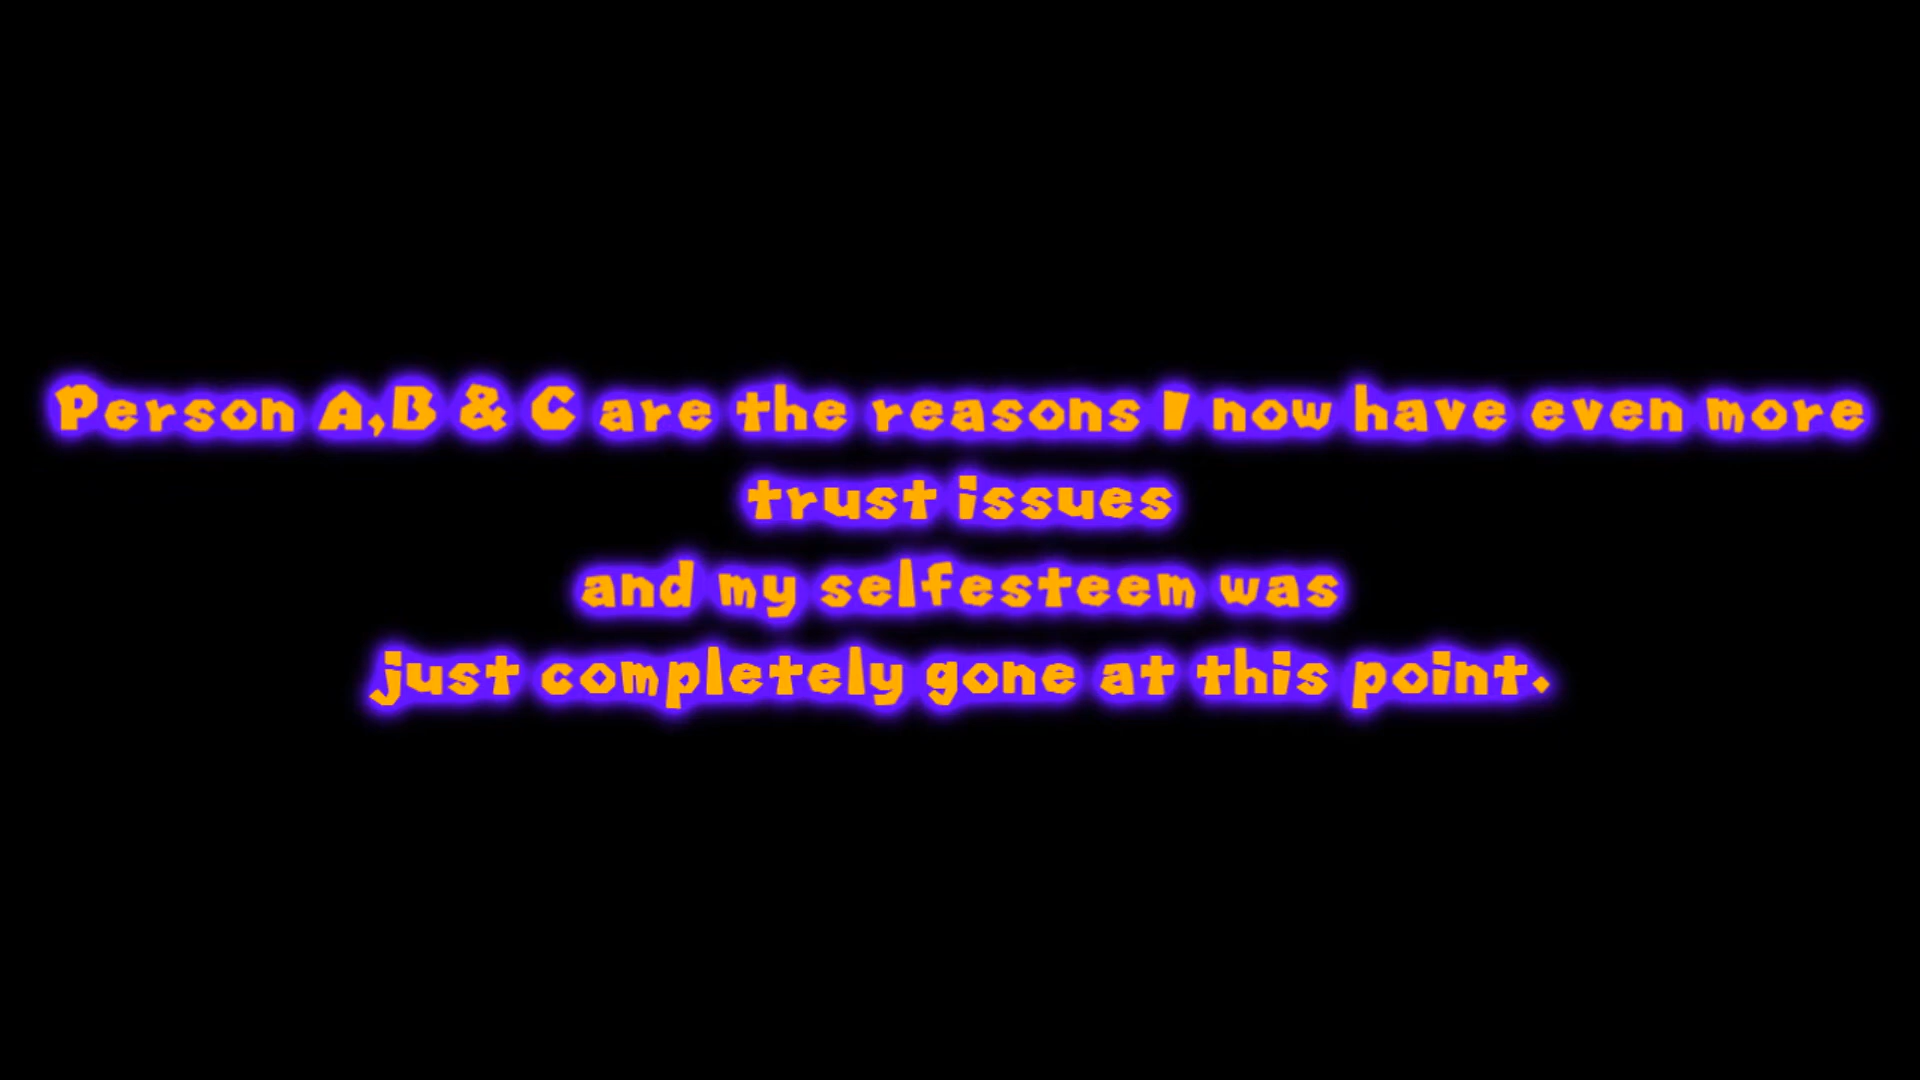 Person A,B & C are the reasons I now have even more
trust issues
and my selfesteem was
just completely gone at this point.